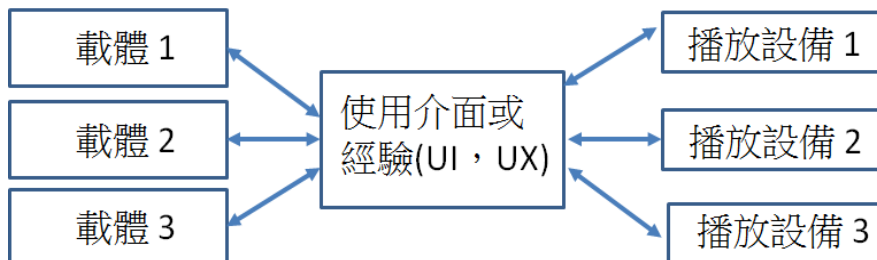 載體 1
載體 2
載體 3
使用介面或
經驗(UI，UX)
播放設備 1
播放設備 2
播放設備 3